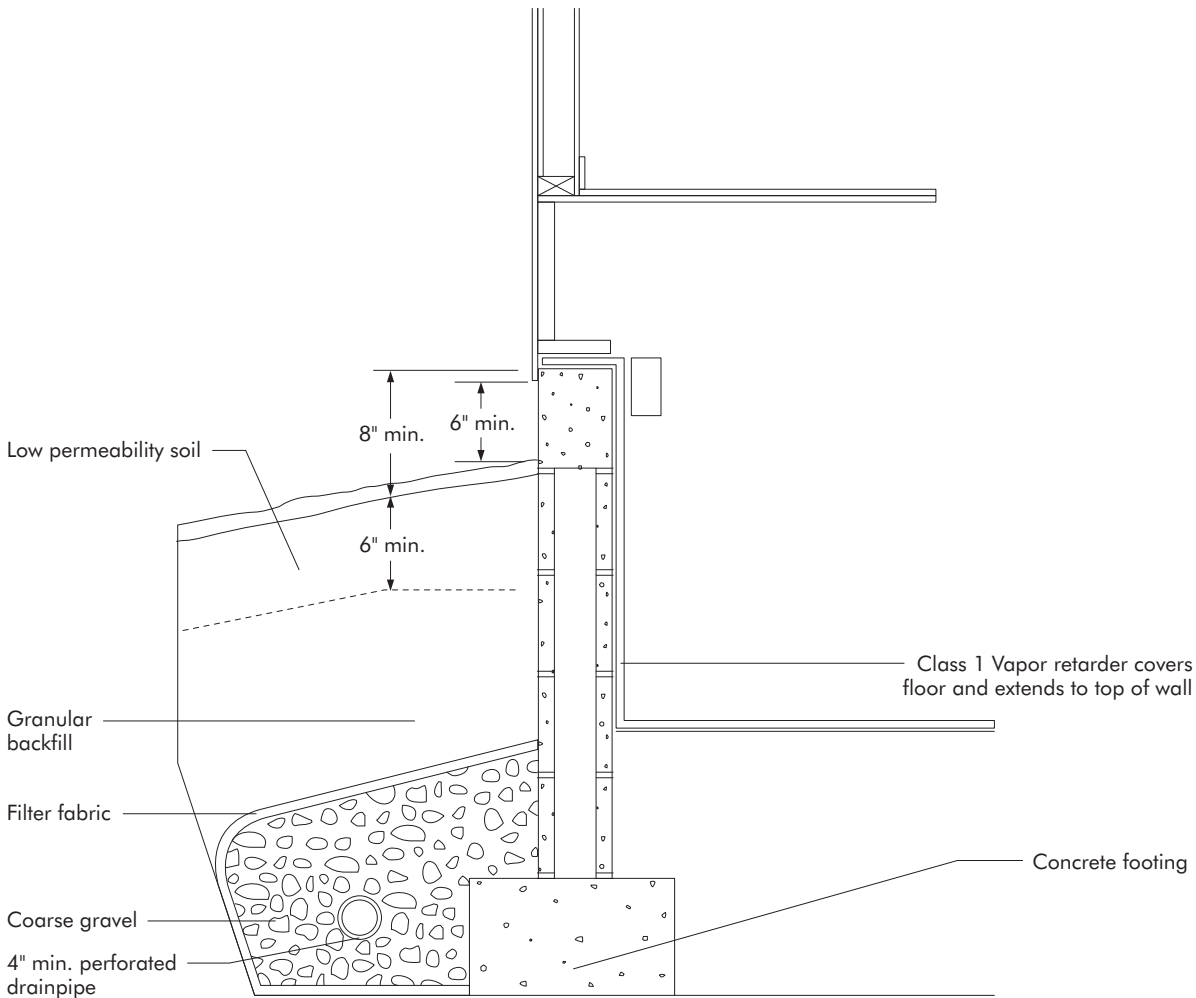 8" min.
6" min.
Low permeability soil
6" min.
Class 1 Vapor retarder covers
floor and extends to top of wall
Granular
backfill
Filter fabric
Concrete footing
Coarse gravel
4" min. perforated
drainpipe